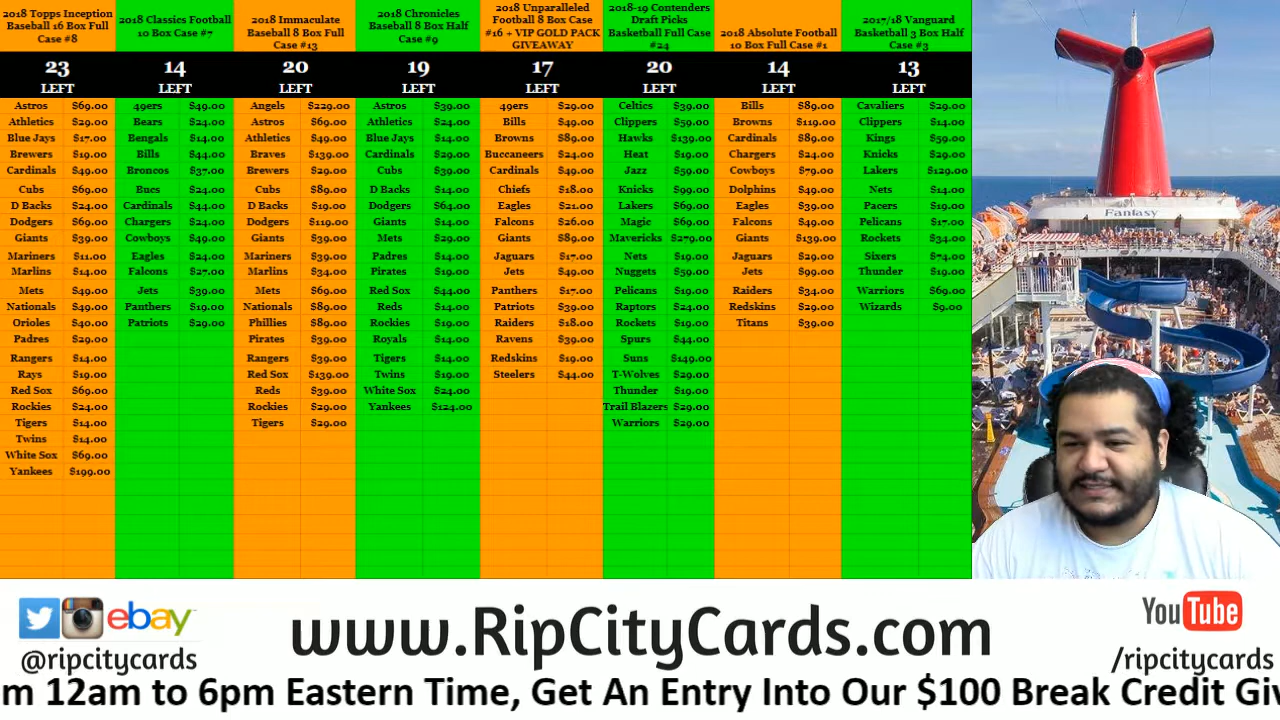 2018 Topps Inception
Baseball 16 Box Full
Case #8
23
LEFT
Astros $69.00
Athletics $29.00
Blue Jays $17.00
Brewers $19.00
Cardinals $49.00
Cubs $69.00
D Backs $24.00
Dodgers $69.00
Giants $39.00
Mariners $11.00
Marlins $14.00
Mets $49.00
Nationals $49.00
Orioles $40.00
Padres $29.00
Rangers $14.00
Rays $19.00
Red Sox $69.00
Rockies $24.00
Tigers $14.00
Twins $14.00
White Sox $69.00
Yankees $199.00
2018 Classics Football
10 Box Case #7
14
LEFT
49ers $49.00
Bears $24.00
Bengals $14.00
Bills $44.00
Broncos $37.00
Bucs $24.00
Cardinals $44.00
Chargers $24.00
Cowboys $49.00
Eagles $24.00
Falcons $27.00
Jets $39.00
Panthers $19.00
Patriots $29.00
2018 Immaculate
Baseball 8 Box Full
Case #13
20
LEFT
Angels $229.00
Astros $69.00
Athletics $49.00
Braves $139.00
Brewers $29.00
Cubs $89.00
D Backs $19.00
Dodgers $119.00
Giants $39.00
Mariners $39.00
Marlins $34.00
Mets $69.00
Nationals $89.00
Phillies $89.00
Pirates $39.00
Rangers $39.00
Red Sox $139.00
Reds $39.00
Rockies $29.00
Tigers $29.00
2018 Chronicles
Baseball 8 Box Half
Case #9
19
LEFT
Astros $39.00
Athletics $24.00
Blue Jays $14.00
Cardinals $29.00
Cubs $39.00
D Backs $14.00
Dodgers $64.00
Giants $14.00
Mets $29.00
Padres $14.00
Pirates $19.00
Red Sox $44.00
Reds $14.00
Rockies $19.00
Royals $14.00
Tigers $14.00
Twins $19.00
White Sox $24.00
Yankees $124.00
2018 Unparalleled
Football 8 Box Case
#16 + VIP GOLD PACK
GIVEAWAY
17
LEFT
49ers $29.00
Bills $49.00
Browns $89.00
Buccaneers $24.00
Cardinals $49.00
Chiefs $18.00
Eagles $21.00
Falcons $26.00
Giants $89.00
Jaguars $17.00
Jets $49.00
Panthers $17.00
Patriots $39.00
Raiders $18.00
Ravens $39.00
Redskins $19.00
Steelers $44.00
2018-19 Contenders
Draft Picks
Basketball Full Case
#24
20
LEFT
Celtics $39.00
Clippers $59.00
Hawks $139.00
Heat $19.00
Jazz $59.00
Knicks $99.00
Lakers $69.00
Magic $69.00
Mavericks $279.00
Nets $19.00
Nuggets $59.00
Pelicans $19.00
Raptors $24.00
Rockets $19.00
Spurs $44.00
Suns $149.00
T-Wolves $29.00
Thunder $19.00
Trail Blazers $29.00
Warriors $29.00
2018 Absolute Football
10 Box Full Case #1
14
LEFT
Bills $89.00
Browns $119.00
Cardinals $89.00
Chargers $24.00
Cowboys $79.00
Dolphins $49.00
Eagles $39.00
Falcons $49.00
Giants $139.00
Jaguars $29.00
Jets $99.00
Raiders $34.00
Redskins $29.00
Titans $39.00
2017/18 Vanguard
Basketball 3 Box Half
Case #3
13
LEFT
Cavaliers $29.00
Clippers $14.00
Kings $59.00
Knicks $29.00
Lakers $129.00
Nets $14.00
Pacers $19.00
Pelicans $17.00
Rockets $34.00
Sixers $74.00
Thunder $19.00
Warriors $69.00
Wizards $9.00
Fantasy
ebay
@ripcitycards
www.RipCityCards.com
YouTube
/ripcitycards
m 12am to 6pm Eastern Time, Get An Entry Into Our $100 Break Credit Giv